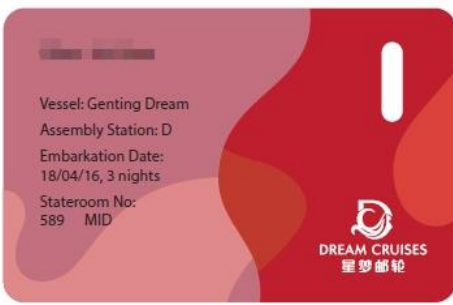 Vessel: Genting Dream
Assembly Station: D
Embarkation Date:
18/04/16, 3 nights
Stateroom No:
589 MID
DREAM CRUISES
星梦邮轮